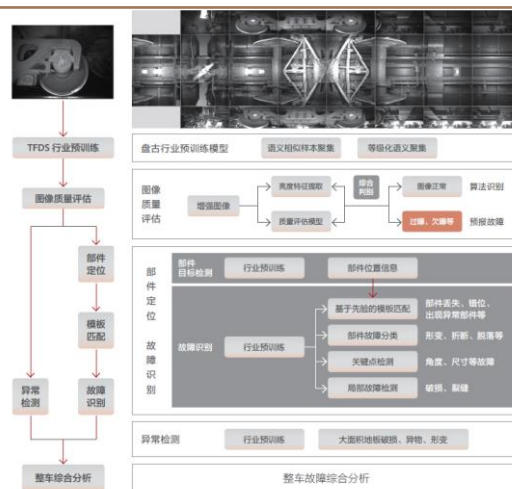 TFDS 行业预训练
图像质量评估
部件
定位
模板
匹配
异常
检测
故障
识别
整车综合分析
盘古行业预训练模型
语义相似样本聚集
等级化语义聚集
图像
质量
评估
增强图像
亮度特征提取
质量评估模型
综合
判别
图像正常
算法识别
过曝、欠曝等
预报故障
部件定位
故障识别
部件
目标检测
行业预训练
部件位置信息
故障识别
行业预训练
基于先验的模板匹配
部件丢失、错位、
出现异常部件等
部件故障分类
形变、折断、脱落等
关键点检测
角度、尺寸等故障
局部故障检测
破损、裂缝
异常检测
行业预训练
大面积地板破损、异物、形变
整车故障综合分析